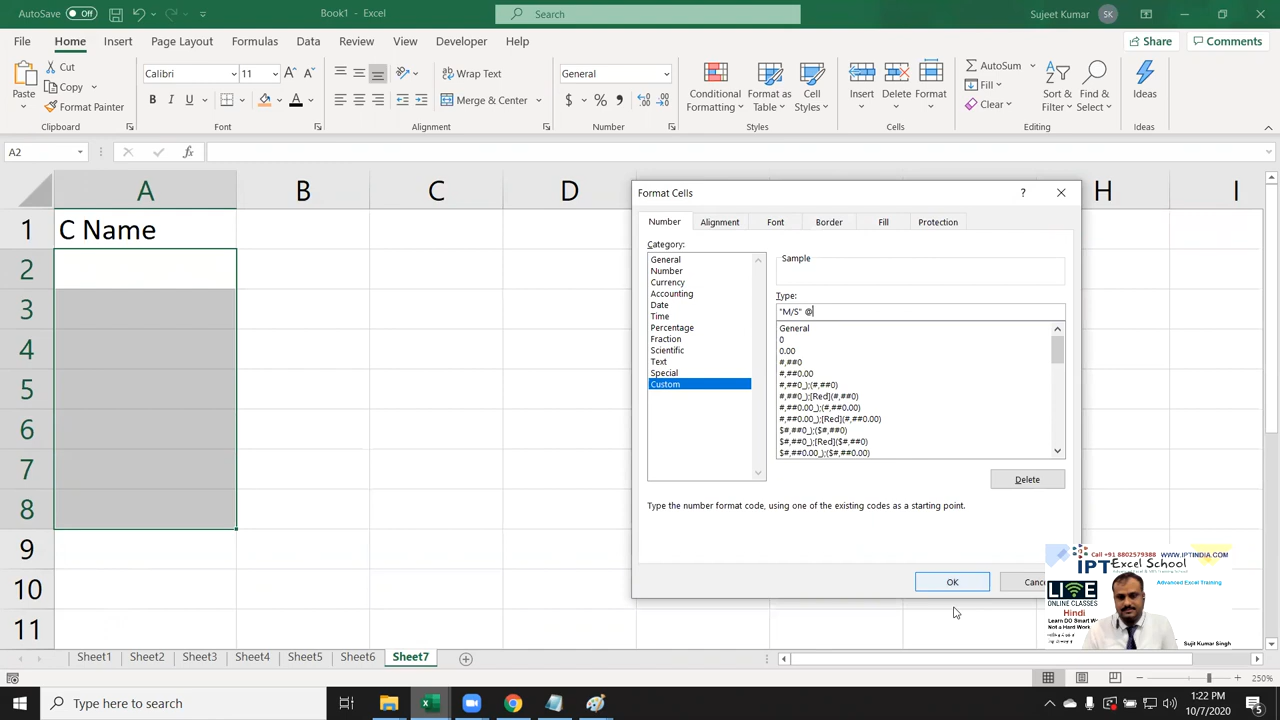 AutoSave Off
Book1 - Excel
Search
Sujeet Kumar SK
File Home Insert Page Layout Formulas Data Review View Developer Help
Share Comments
Paste
Cut
Copy
Format Painter
Clipboard
Calibri 11
B I U
Font
Wrap Text
Merge & Center
Alignment
General
$ % ,
Number
Conditional Formatting
Format as Table
Cell Styles
Styles
Insert Delete Format
Cells
AutoSum
Fill
Clear
Sort & Filter
Find & Select
Editing
Ideas
Ideas
A2
fx
A B C D H I
1 C Name
2
3
4
5
6
7
8
9
10
11
Format Cells
?
Number Alignment Font Border Fill Protection
Category:
General
Number
Currency
Accounting
Date
Time
Percentage
Fraction
Scientific
Text
Special
Custom
Sample
Type:
"M/S" @
General
0
0.00
#,##0
#,##0.00
#,##0_);(#,##0)
#,##0_);[Red](#,##0)
#,##0.00_);(#,##0.00)
#,##0.00_);[Red](#,##0.00)
$#,##0_);($#,##0)
$#,##0_);[Red]($#,##0)
$#,##0.00_);($#,##0.00)
Delete
Type the number format code, using one of the existing codes as a starting point.
OK
Canc
Call +91 8802579388 WWW.IPTINDIA.COM
IPT Excel School
LIVE
ONLINE CLASSES
Hindi
Learn DO Smart W
Not a Hard Work
Advanced Excel Training
Sujit Kumar Singh
Sheet1 Sheet2 Sheet3 Sheet4 Sheet5 Sheet6 Sheet7
250%
Type here to search
1:22 PM
10/7/2020